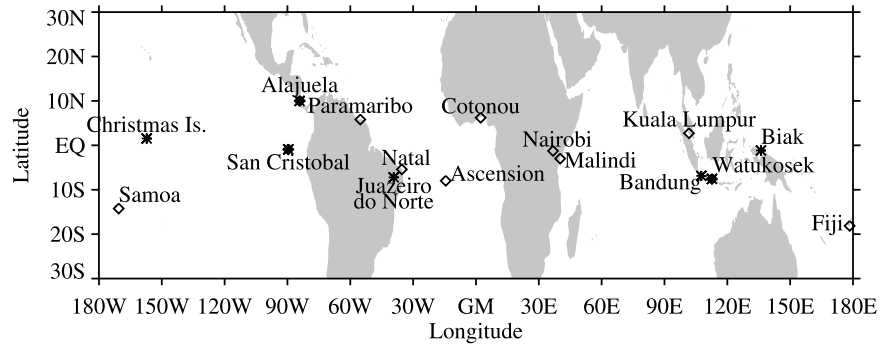 30N
20N
10N
EQ
10S
20S
30S
Latitude
Alajuela
Paramaribo
Cotonou
Christmas Is.
Kuala Lumpur
Nairobi
Biak
San Cristobal
Natal
Malindi
Watukosek
Ascension
Bandung
Juazeiro
do Norte
Samoa
Fiji
180W 150W 120W 90W 60W 30W GM 30E 60E 90E 120E 150E 180E
Longitude